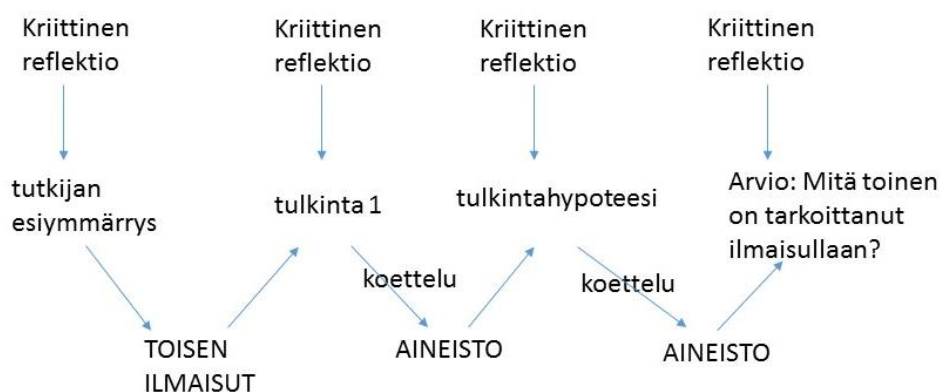 Kriittinen
reflektio
Kriittinen
reflektio
Kriittinen
reflektio
Kriittinen
reflektio
tutkijan
esiymmärrys
tulkinta 1
tulkintahypoteesi
Arvio: Mitä toinen
on tarkoittanut
ilmaisullaan?
koettelu
koettelu
TOISEN
ILMAISUT
AINEISTO
AINEISTO